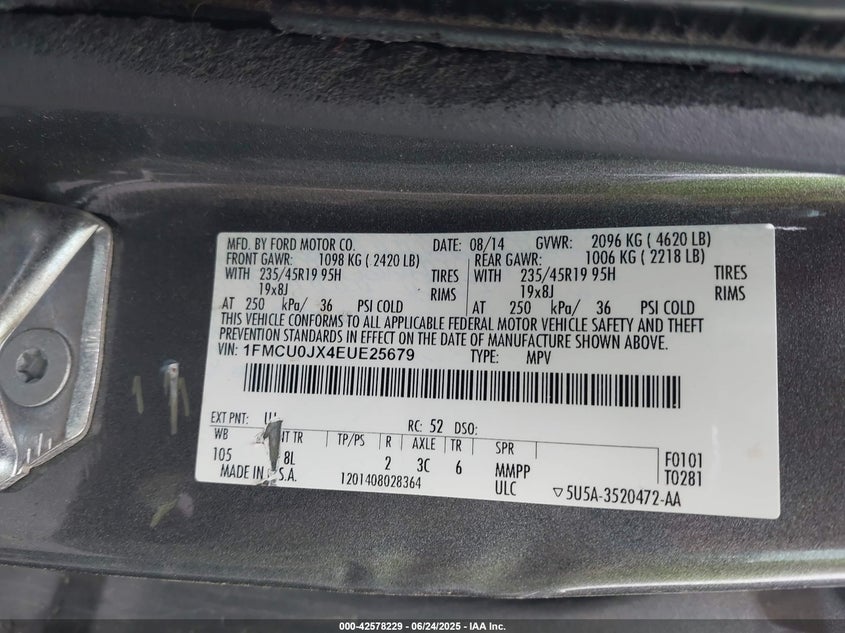 MFD. BY FORD MOTOR CO. DATE: 08/14 GVWR: 2096 KG ( 4620 LB)
FRONT GAWR: 1098 KG ( 2420 LB) REAR GAWR: 1006 KG ( 2218 LB)
WITH 235/45R19 95H TIRES WITH 235/45R19 95H TIRES
19x8J RIMS 19x8J RIMS
AT 250 kPa/ 36 PSI COLD AT 250 kPa/ 36 PSI COLD
THIS VEHICLE CONFORMS TO ALL APPLICABLE FEDERAL MOTOR VEHICLE SAFETY AND THEFT
PREVENTION STANDARDS IN EFFECT ON THE DATE OF MANUFACTURE SHOWN ABOVE.
VIN: 1FMCU0JX4EUE25679 TYPE: MPV
EXT PNT: RC: 52 DSO:
WB TR TP/PS R AXLE TR SPR F0101
105 8L 2 3C 6 MMPP T0281
MADE IN U.S.A. 1201408028364 ULC ▽5U5A-3520472-AA
000-42578229 - 06/24/2025 - IAA Inc.